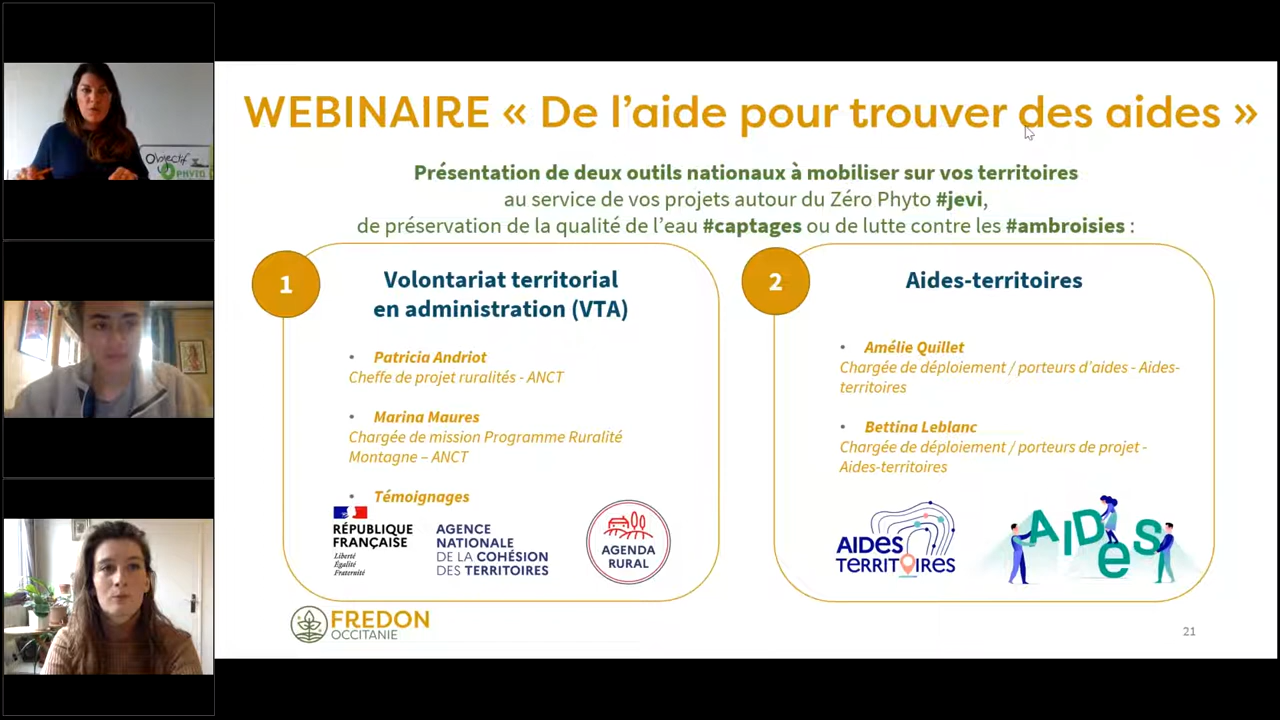 WEBINAIRE « De l'aide pour trouver des aides »
Présentation de deux outils nationaux à mobiliser sur vos territoires
au service de vos projets autour du Zéro Phyto #jevi,
de préservation de la qualité de l'eau #captages ou de lutte contre les #ambroisies :
1
Volontariat territorial
en administration (VTA)
• Patricia Andriot
Cheffe de projet ruralités - ANCT
• Marina Maures
Chargée de mission Programme Ruralité
Montagne – ANCT
• Témoignages
RÉPUBLIQUE
FRANÇAISE
Liberté
Égalité
Fraternité
AGENCE
NATIONALE
DE LA COHÉSION
DES TERRITOIRES
AGENDA
RURAL
2
Aides-territoires
• Amélie Quillet
Chargée de déploiement / porteurs d'aides - Aides-
territoires
• Bettina Leblanc
Chargée de déploiement / porteurs de projet -
Aides-territoires
AIDES
TERRITOIRES
AIDes
FREDON
OCCITANIE
21
Objectif
PHYTO